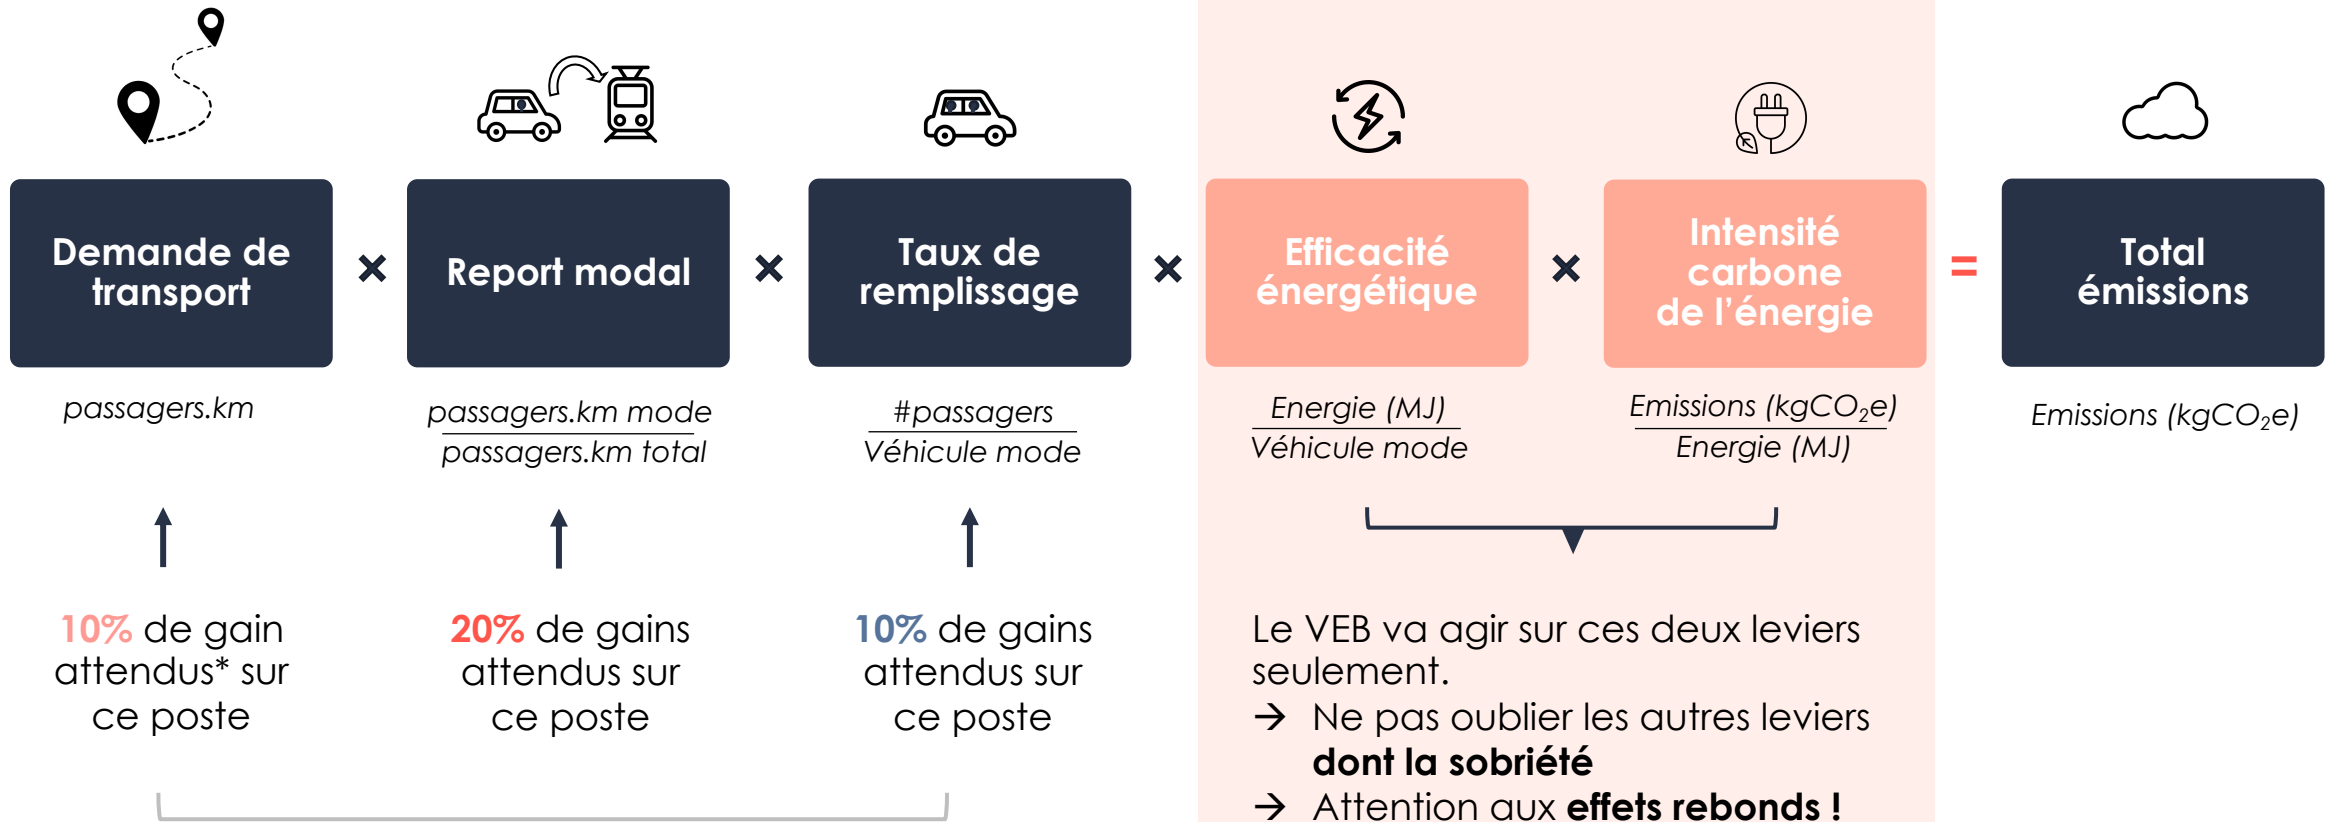 Demande de
transport
×
Report modal
×
Taux de
remplissage
×
Efficacité
énergétique
×
Intensité
carbone
de l'énergie
=
Total
émissions
passagers.km
passagers.km mode
passagers.km total
#passagers
Véhicule mode
Energie (MJ)
Véhicule mode
Emissions (kgCO₂e)
Energie (MJ)
Emissions (kgCO₂e)
10% de gain
attendus* sur
ce poste
20% de gains
attendus sur
ce poste
10% de gains
attendus sur
ce poste
Le VEB va agir sur ces deux leviers
seulement.
→ Ne pas oublier les autres leviers
dont la sobriété
→ Attention aux effets rebonds !